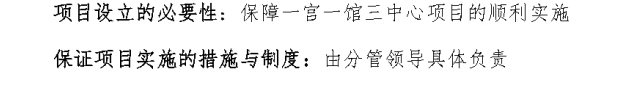 项目设立的必要性：保障一宫一馆三中心项目的顺利实施
保证项目实施的措施与制度：由分管领导具体负责